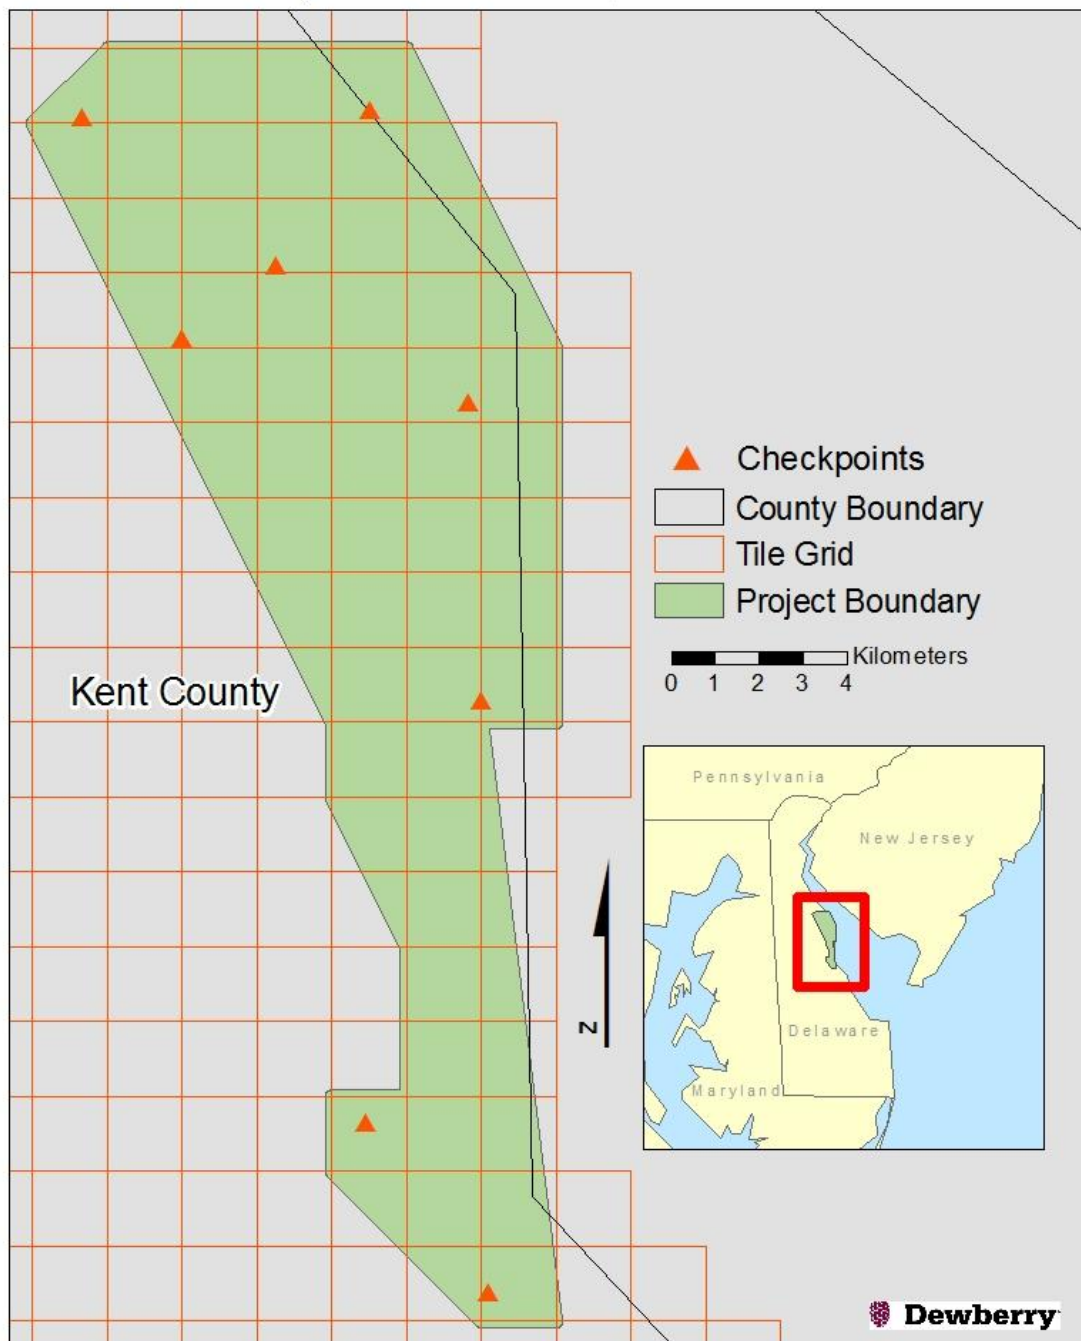 Checkpoints
County Boundary
Tile Grid
Project Boundary
Kilometers
0 1 2 3 4
Kent County
Pennsylvania
New Jersey
Delaware
Maryland
N
Dewberry